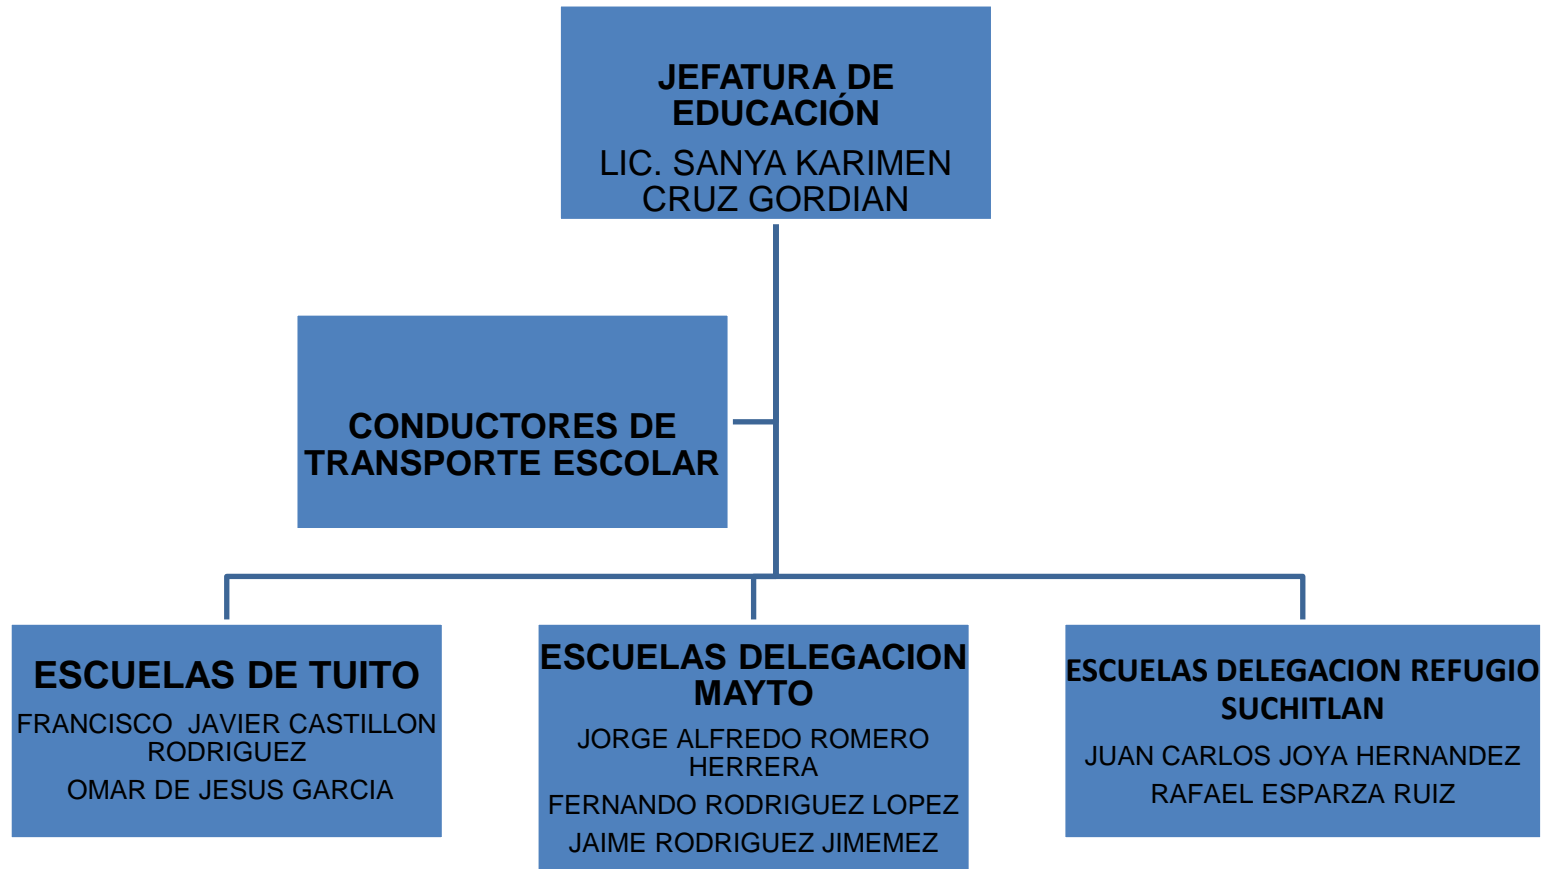 JEFATURA DE
EDUCACIÓN
LIC. SANYA KARIMEN
CRUZ GORDIAN
CONDUCTORES DE
TRANSPORTE ESCOLAR
ESCUELAS DE TUITO
FRANCISCO  JAVIER CASTILLON
RODRIGUEZ
OMAR DE JESUS GARCIA
ESCUELAS DELEGACION
MAYTO
JORGE ALFREDO ROMERO
HERRERA
FERNANDO RODRIGUEZ LOPEZ
JAIME RODRIGUEZ JIMEMEZ
ESCUELAS DELEGACION REFUGIO
SUCHITLAN
JUAN CARLOS JOYA HERNANDEZ
RAFAEL ESPARZA RUIZ